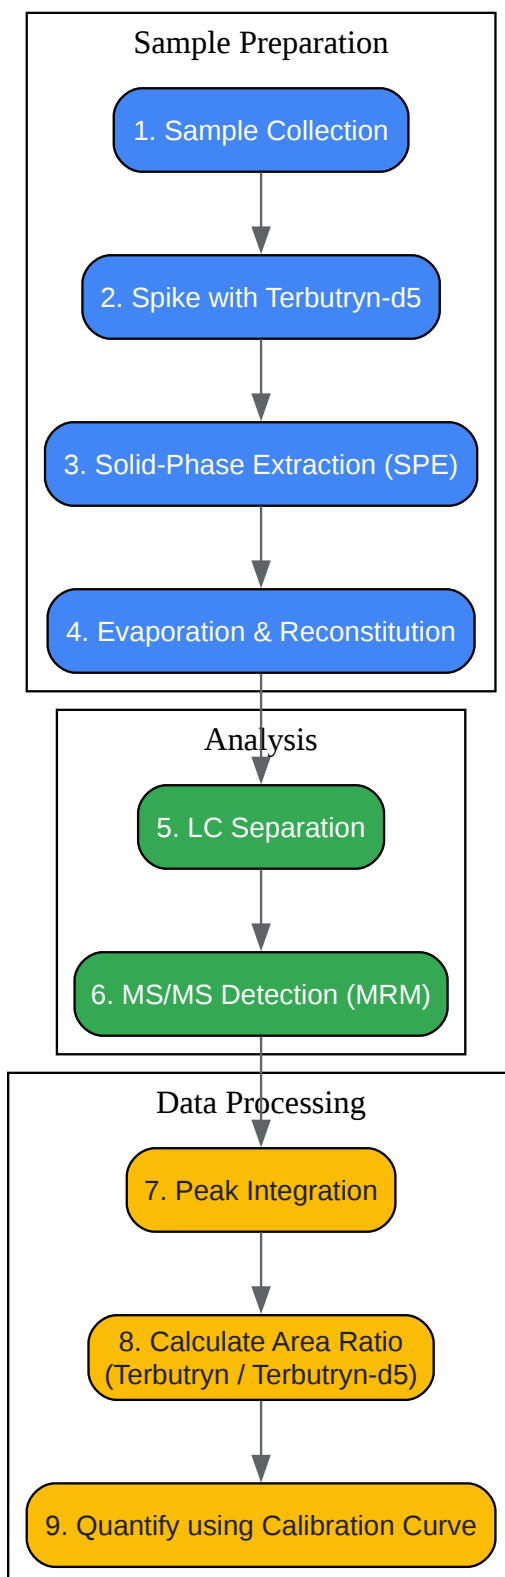 Sample Preparation
1. Sample Collection
2. Spike with Terbutryn-d5
3. Solid-Phase Extraction (SPE)
4. Evaporation & Reconstitution
Analysis
5. LC Separation
6. MS/MS Detection (MRM)
Data Processing
7. Peak Integration
8. Calculate Area Ratio
(Terbutryn / Terbutryn-d5)
9. Quantify using Calibration Curve